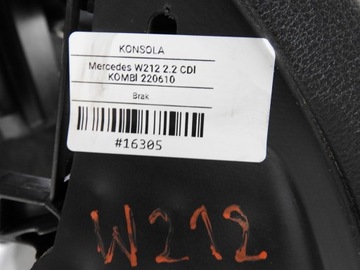 KONSOLA
Mercedes W212 2.2 CDI
KOMBI 220610
Brak
#16305
W212